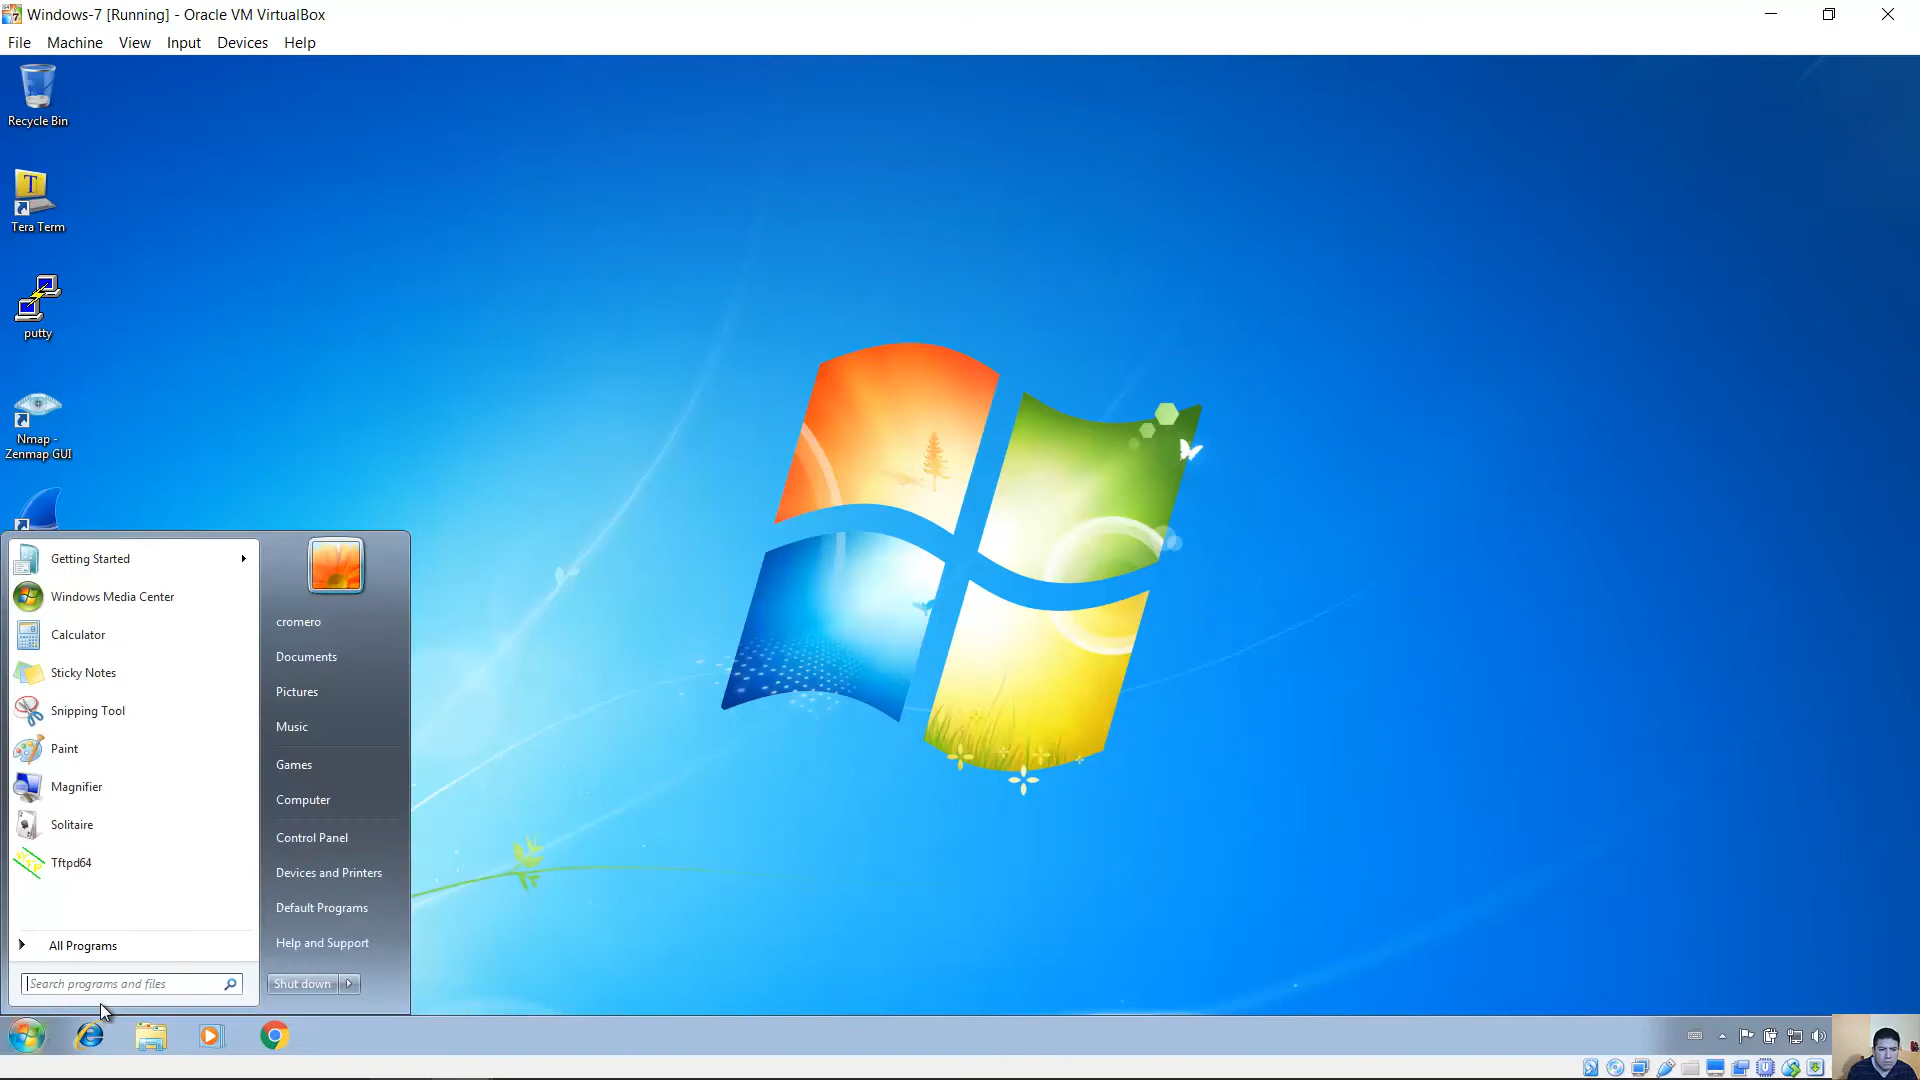 Windows-7 [Running] - Oracle VM VirtualBox
File Machine View Input Devices Help
Recycle Bin
Tera Term
putty
Nmap -
Zenmap GUI
Getting Started
Windows Media Center
Calculator
Sticky Notes
Snipping Tool
Paint
Magnifier
Solitaire
Tftpd64
All Programs
Search programs and files
cromero
Documents
Pictures
Music
Games
Computer
Control Panel
Devices and Printers
Default Programs
Help and Support
Shut down